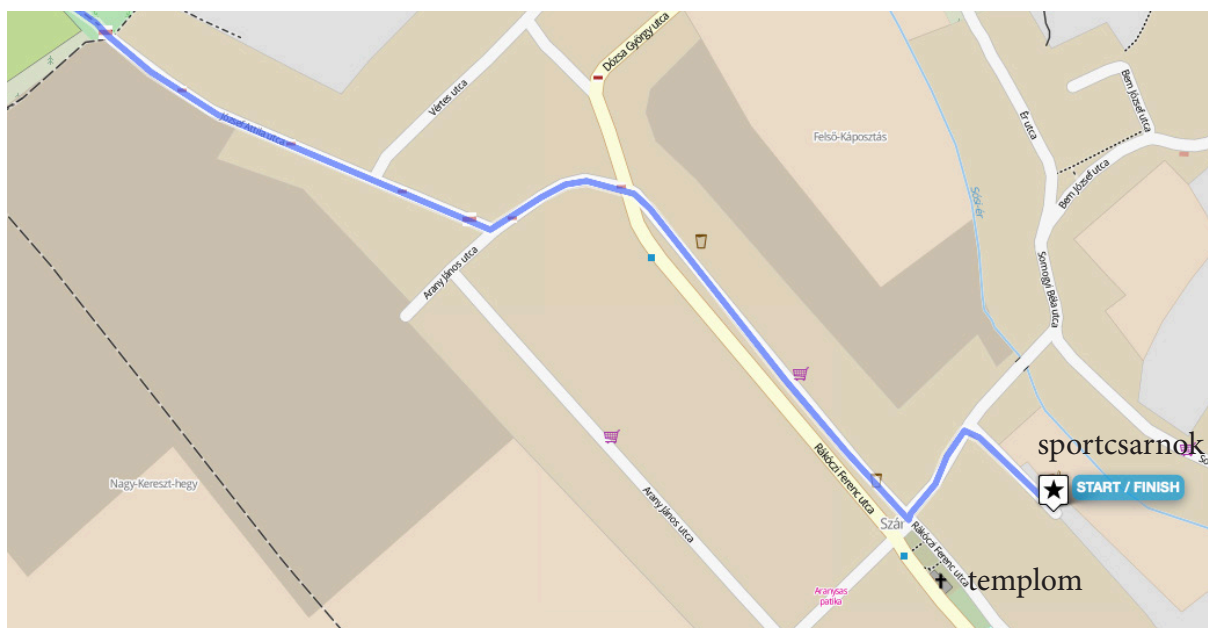 Dózsa György utca
Vértes utca
József Attila utca
Felső-Káposztás
Ér utca
Bem József utca
Bem József utca
Sósi-ér
Somogyi Béla utca
Arany János utca
sportcsarnok
START / FINISH
Rákóczi Ferenc utca
Nagy-Kereszt-hegy
Arany János utca
Szár
Rákóczi Ferenc utca
templom
Aranysas
patika